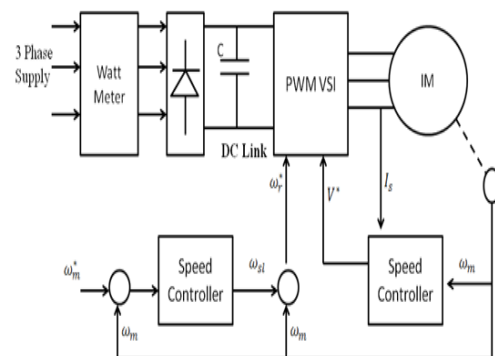 3 Phase
Supply
Watt
Meter
C
DC Link
PWM VSI
IM
ω*r
V*
Is
ω*m
Speed
Controller
ωsl
Speed
Controller
ωm
ωm
ωm